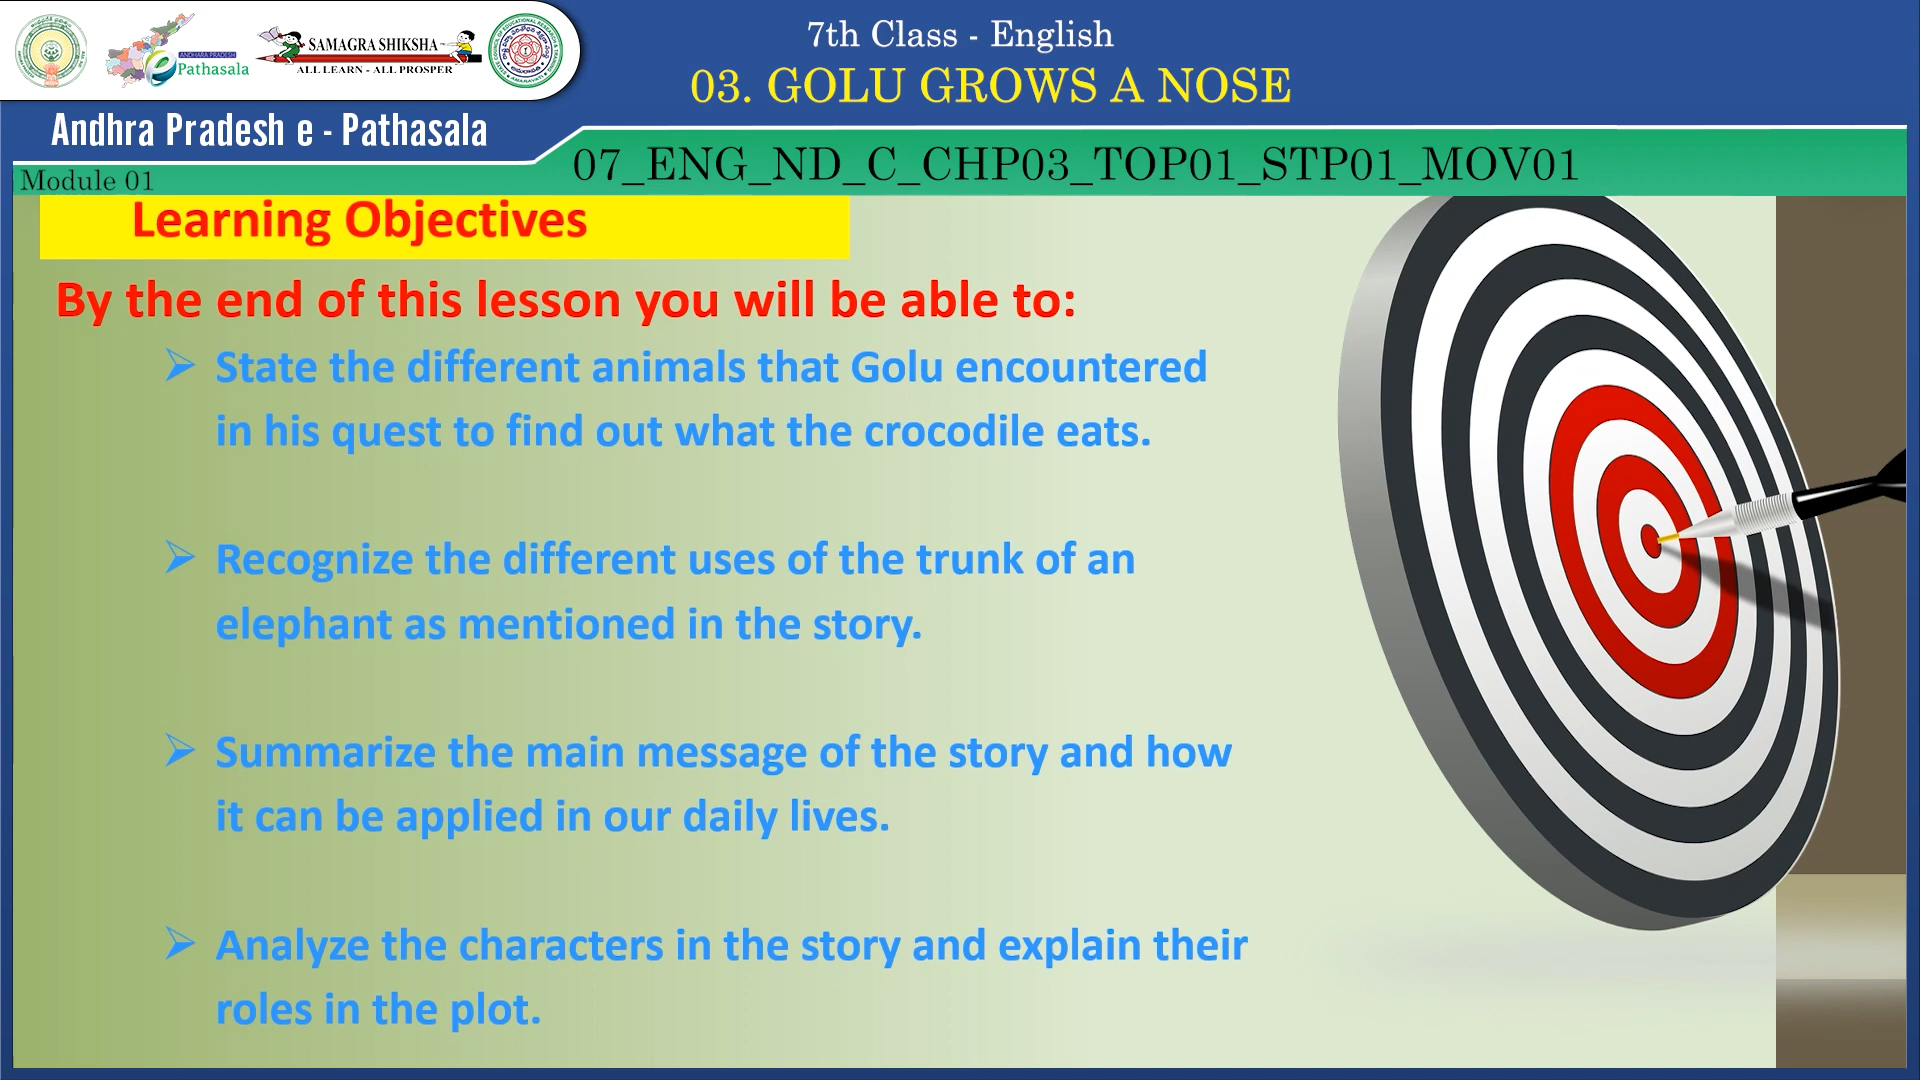 ANDHRA PRADESH
e Pathasala
SAMAGRA SHIKSHA
ALL LEARN - ALL PROSPER
Andhra Pradesh e - Pathasala
7th Class - English
03. GOLU GROWS A NOSE
07_ENG_ND_C_CHP03_TOP01_STP01_MOV01
Module 01
Learning Objectives
By the end of this lesson you will be able to:
State the different animals that Golu encountered
in his quest to find out what the crocodile eats.
Recognize the different uses of the trunk of an
elephant as mentioned in the story.
Summarize the main message of the story and how
it can be applied in our daily lives.
Analyze the characters in the story and explain their
roles in the plot.